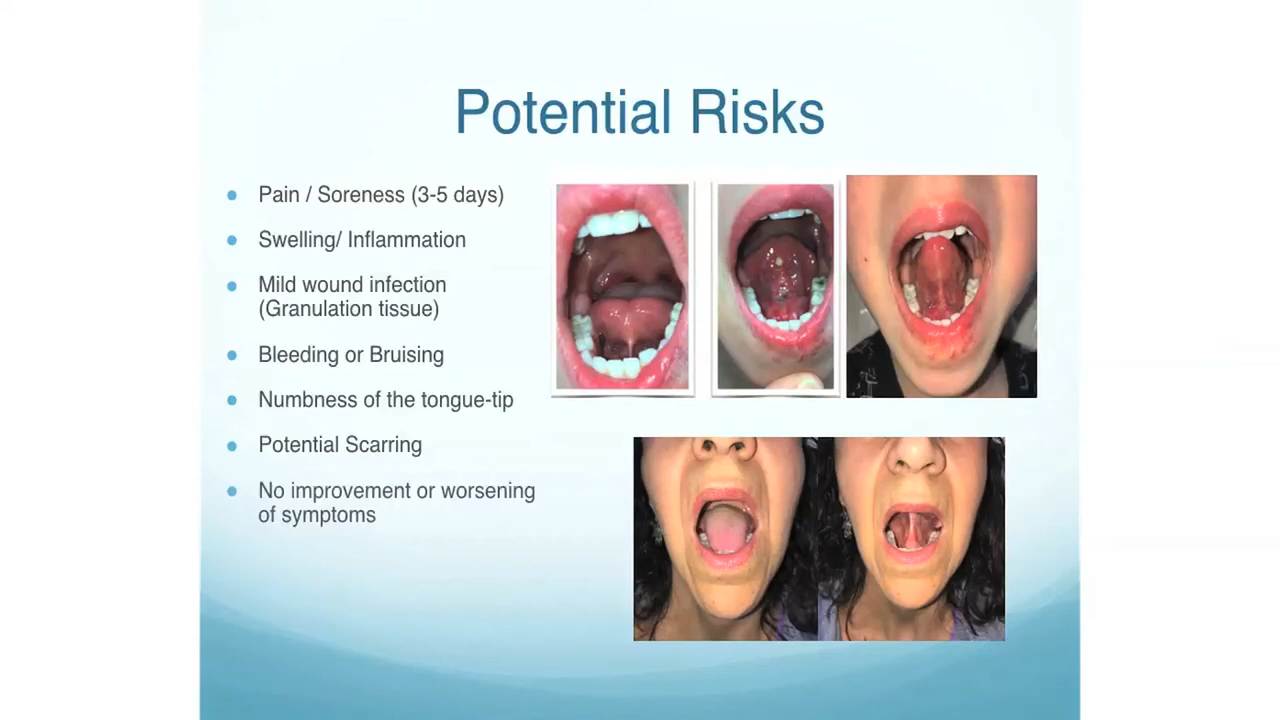 Potential Risks
Pain / Soreness (3-5 days)
Swelling/ Inflammation
Mild wound infection
(Granulation tissue)
Bleeding or Bruising
Numbness of the tongue-tip
Potential Scarring
No improvement or worsening
of symptoms